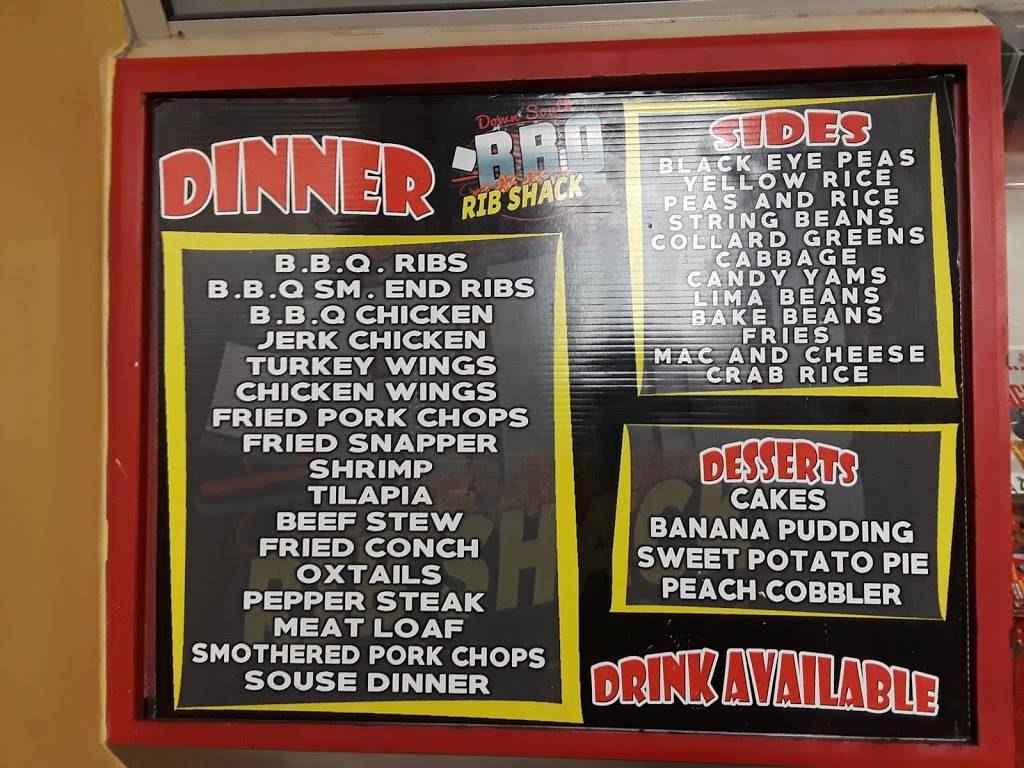 DINNER
Down South
B.B.Q
RIB SHACK
B.B.Q. RIBS
B.B.Q SM. END RIBS
B.B.Q CHICKEN
JERK CHICKEN
TURKEY WINGS
CHICKEN WINGS
FRIED PORK CHOPS
FRIED SNAPPER
SHRIMP
TILAPIA
BEEF STEW
FRIED CONCH
OXTAILS
PEPPER STEAK
MEAT LOAF
SMOTHERED PORK CHOPS
SOUSE DINNER
SIDES
BLACK EYE PEAS
YELLOW RICE
PEAS AND RICE
STRING BEANS
COLLARD GREENS
CABBAGE
CANDY YAMS
LIMA BEANS
BAKE BEANS
FRIES
MAC AND CHEESE
CRAB RICE
DESSERTS
CAKES
BANANA PUDDING
SWEET POTATO PIE
PEACH COBBLER
DRINK AVAILABLE